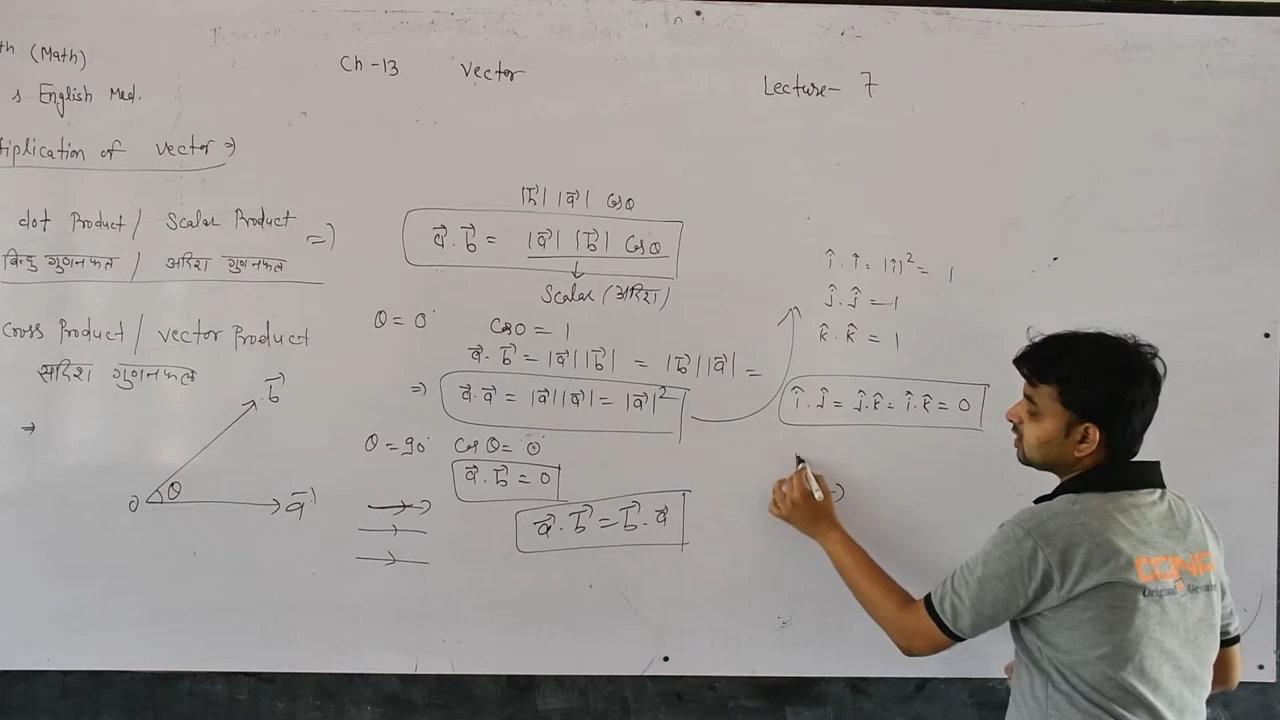 th (Math)
s English Med.
Ch-13 Vector
Lecture- 7
tiplication of vector ⇒
dot Product / Scalar Product ⇒
बिन्दु गुणनफल / अदिश गुणनफल
Cross Product / vector Product
सदिश गुणनफल
→
b⃗
O θ a⃗
|b⃗| |a⃗| cosθ
a⃗.b⃗ = |a⃗| |b⃗| cosθ
↓
Scalar (अदिश)
θ = 0° cos0 = 1
a⃗.b⃗ = |a⃗||b⃗| = |b⃗||a⃗| =
⇒ a⃗.a⃗ = |a⃗||a⃗| = |a⃗|²
θ = 90° cosθ = 0
a⃗.b⃗ = 0
a⃗.b⃗ = b⃗.a⃗
î.î = |î|² = 1
ĵ.ĵ = 1
k̂.k̂ = 1
î.ĵ = ĵ.k̂ = î.k̂ = 0